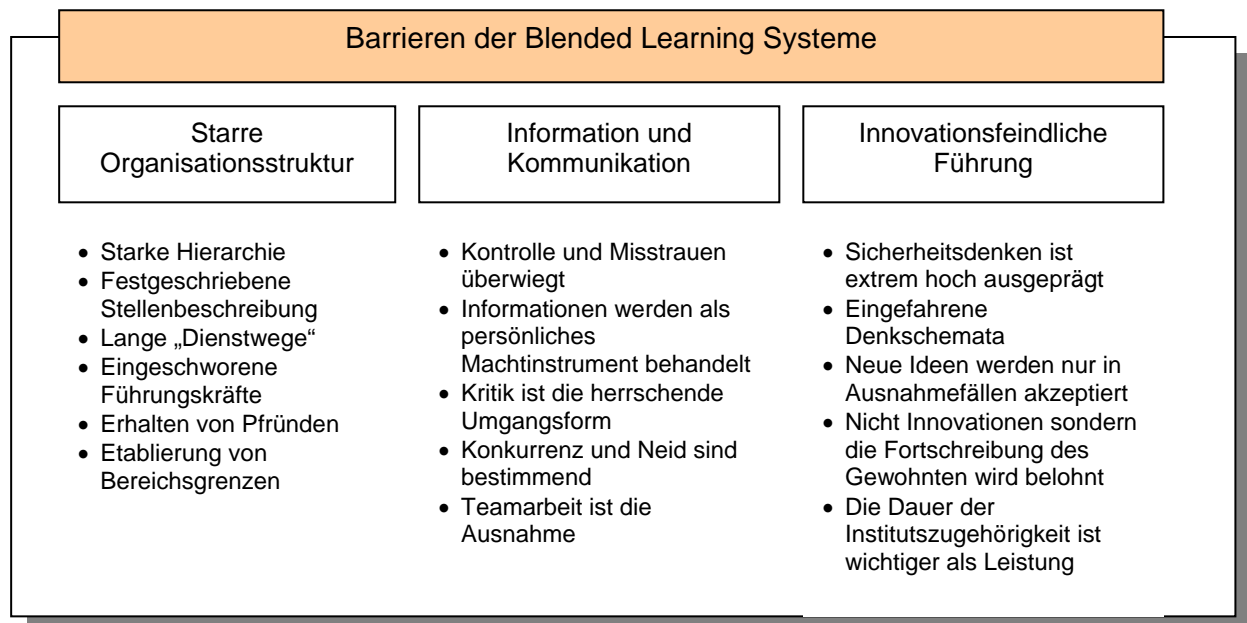 Barrieren der Blended Learning Systeme
Starre
Organisationsstruktur
• Starke Hierarchie
• Festgeschriebene
Stellenbeschreibung
• Lange „Dienstwege“
• Eingeschworene
Führungskräfte
• Erhalten von Pfründen
• Etablierung von
Bereichsgrenzen
Information und
Kommunikation
• Kontrolle und Misstrauen
überwiegt
• Informationen werden als
persönliches
Machtinstrument behandelt
• Kritik ist die herrschende
Umgangsform
• Konkurrenz und Neid sind
bestimmend
• Teamarbeit ist die
Ausnahme
Innovationsfeindliche
Führung
• Sicherheitsdenken ist
extrem hoch ausgeprägt
• Eingefahrene
Denkschemata
• Neue Ideen werden nur in
Ausnahmefällen akzeptiert
• Nicht Innovationen sondern
die Fortschreibung des
Gewohnten wird belohnt
• Die Dauer der
Institutszugehörigkeit ist
wichtiger als Leistung